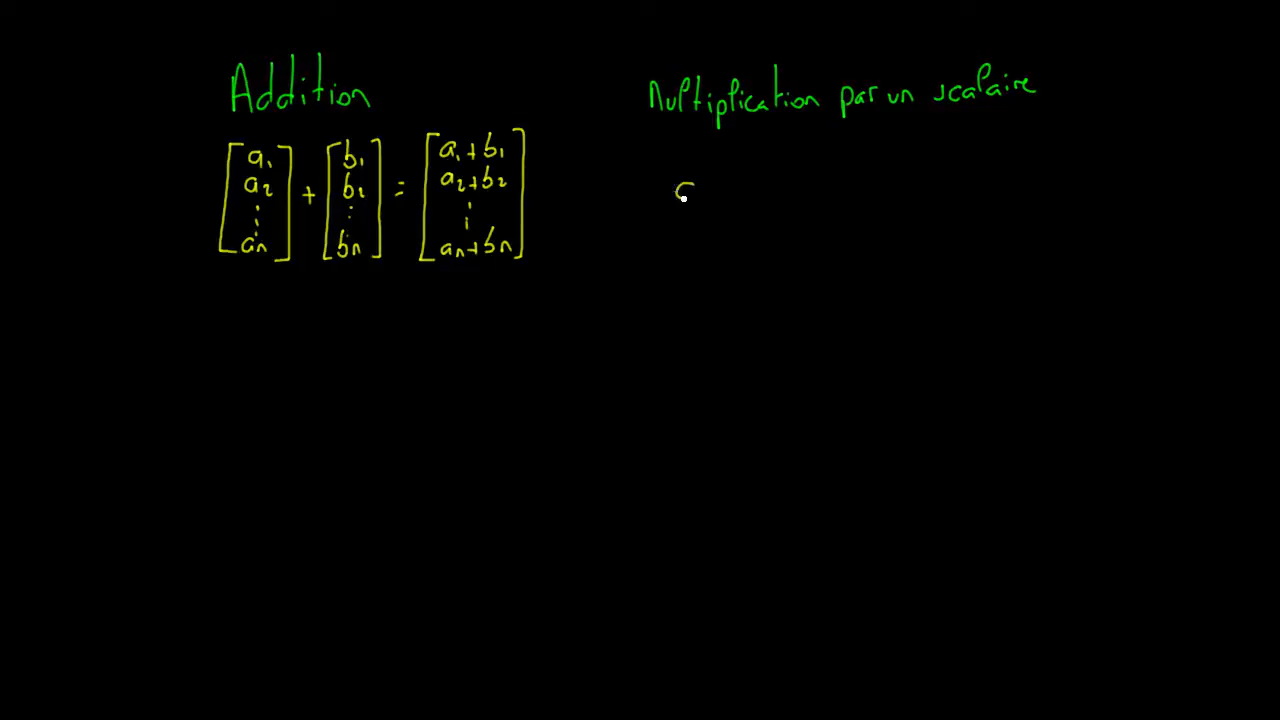 Addition
Multiplication par un scalaire
[a₁ a₂ ⋮ aₙ] + [b₁ b₂ ⋮ bₙ] = [a₁+b₁ a₂+b₂ ⋮ aₙ+bₙ]